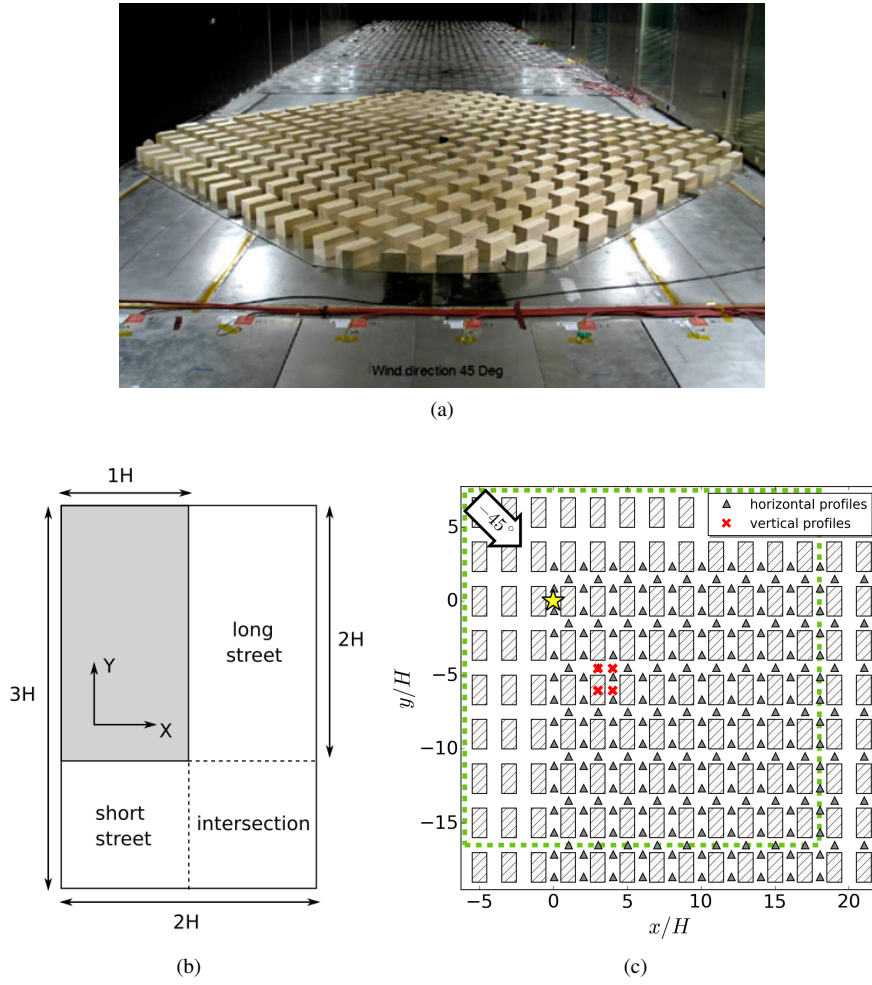 Wind direction 45 Deg
(a)
1H
3H
Y
X
long
street
2H
short
street
intersection
2H
(b)
−45°
horizontal profiles
vertical profiles
5
0
−5
−10
−15
y/H
−5
0
5
10
15
20
x/H
(c)